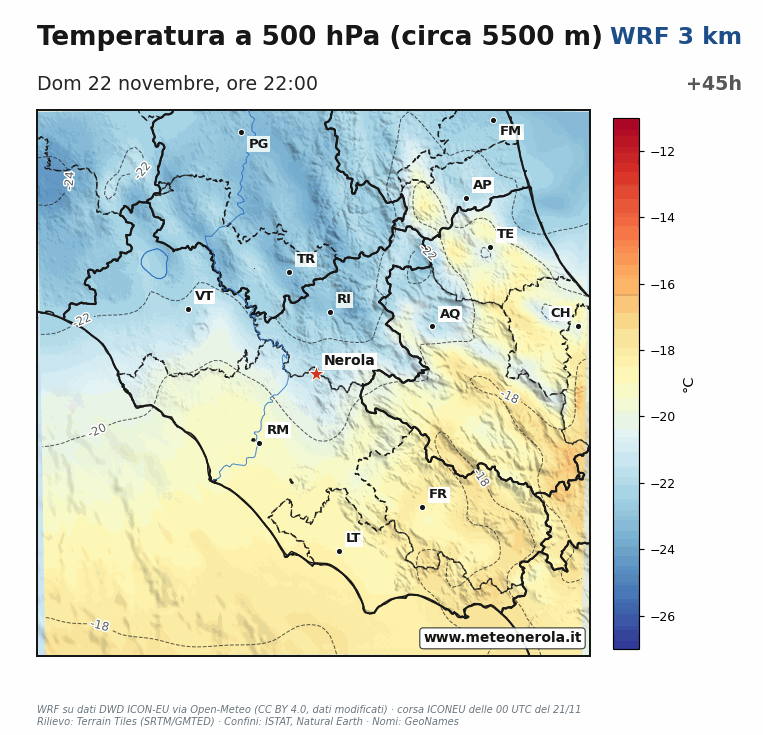 Temperatura a 500 hPa (circa 5500 m) WRF 3 km
Dom 22 novembre, ore 22:00 +45h
FM
PG
-24
-22
AP
TE
-22
TR
VT
RI
AQ
CH
-22
Nerola
-18
-20
RM
-18
FR
LT
-18
www.meteonerola.it
−12
−14
−16
−18
−20
−22
−24
−26
°C
WRF su dati DWD ICON-EU via Open-Meteo (CC BY 4.0, dati modificati) · corsa ICONEU delle 00 UTC del 21/11
Rilievo: Terrain Tiles (SRTM/GMTED) · Confini: ISTAT, Natural Earth · Nomi: GeoNames